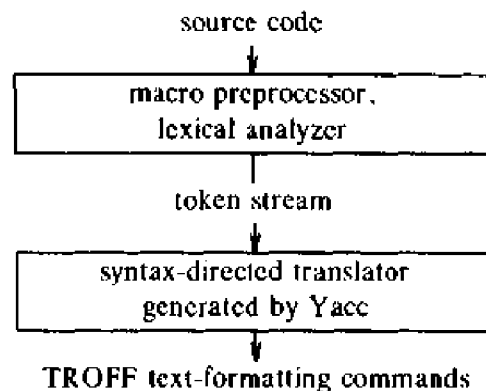 source code
macro preprocessor,
lexical analyzer
token stream
syntax-directed translator
generated by Yacc
TROFF text-formatting commands